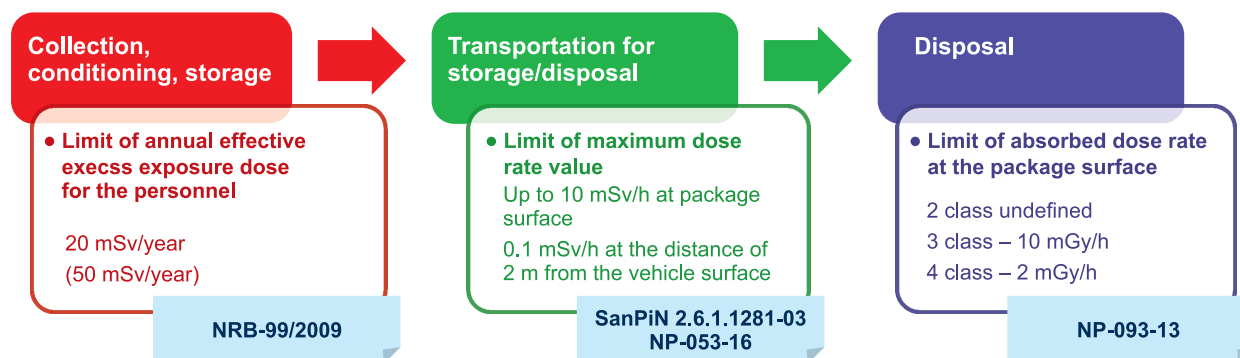 Collection,
conditioning, storage
● Limit of annual effective
execss exposure dose
for the personnel
20 mSv/year
(50 mSv/year)
NRB-99/2009
Transportation for
storage/disposal
● Limit of maximum dose
rate value
Up to 10 mSv/h at package
surface
0.1 mSv/h at the distance of
2 m from the vehicle surface
SanPiN 2.6.1.1281-03
NP-053-16
Disposal
● Limit of absorbed dose rate
at the package surface
2 class undefined
3 class – 10 mGy/h
4 class – 2 mGy/h
NP-093-13